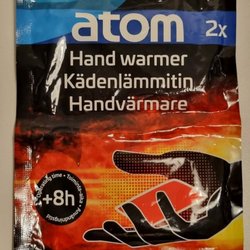 atom 2x
Hand warmer
Kädenlämmitin
Handvärmare
+8h